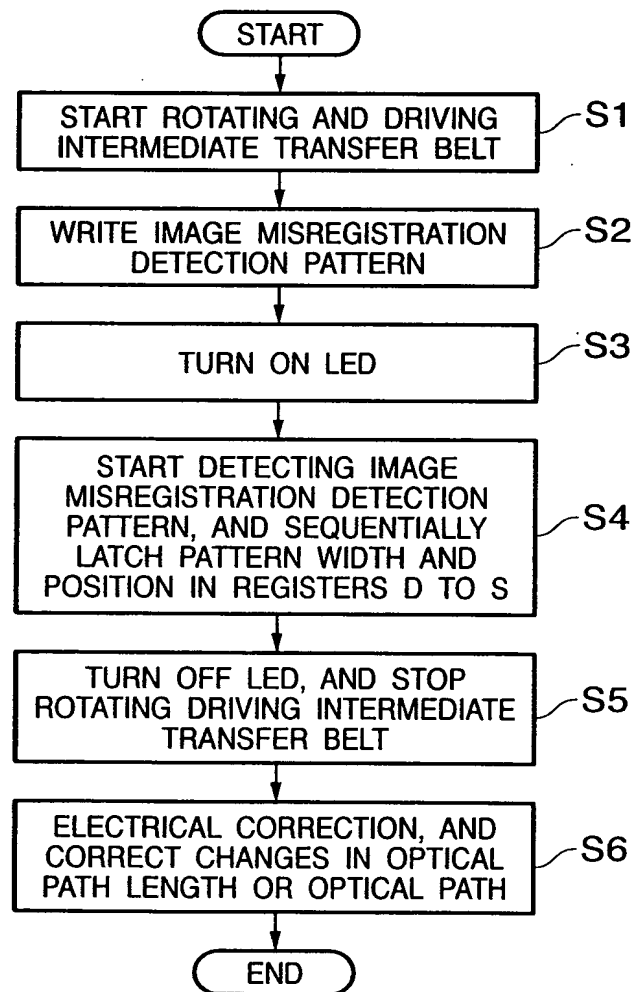 START
START ROTATING AND DRIVING
INTERMEDIATE TRANSFER BELT
S1
WRITE IMAGE MISREGISTRATION
DETECTION PATTERN
S2
TURN ON LED
S3
START DETECTING IMAGE
MISREGISTRATION DETECTION
PATTERN, AND SEQUENTIALLY
LATCH PATTERN WIDTH AND
POSITION IN REGISTERS D TO S
S4
TURN OFF LED, AND STOP
ROTATING DRIVING INTERMEDIATE
TRANSFER BELT
S5
ELECTRICAL CORRECTION, AND
CORRECT CHANGES IN OPTICAL
PATH LENGTH OR OPTICAL PATH
S6
END